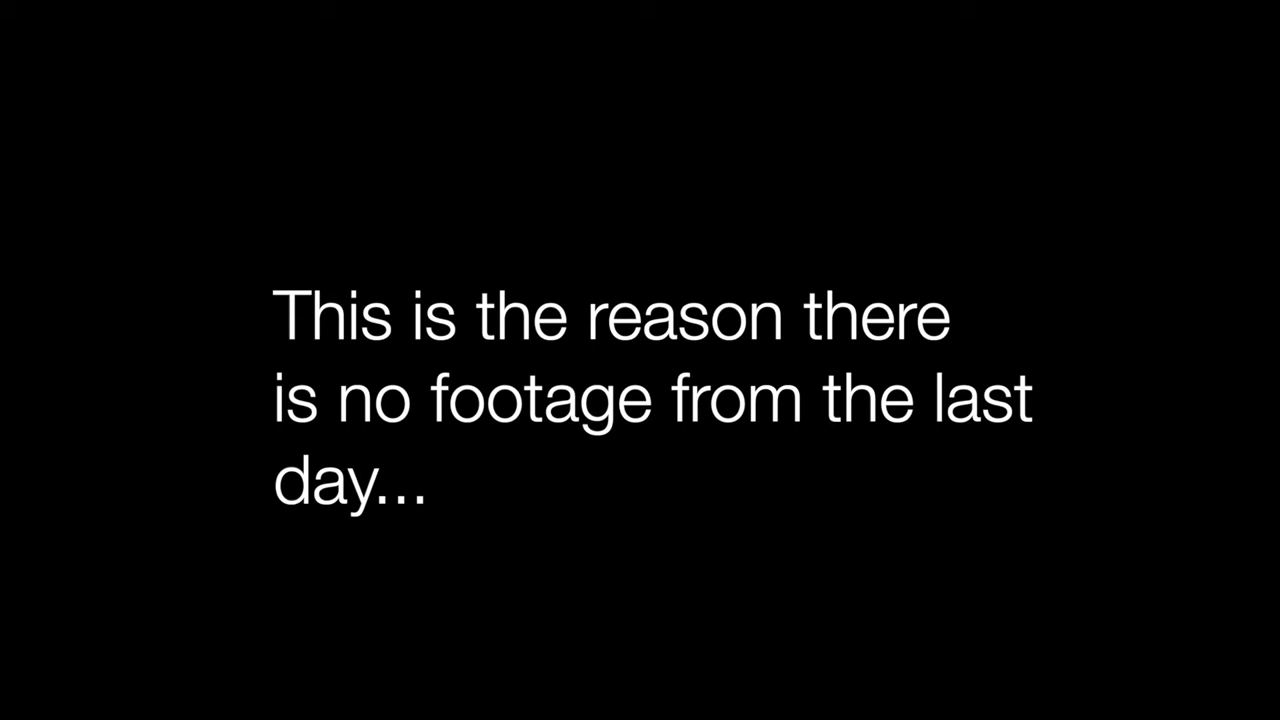 This is the reason there
is no footage from the last
day...